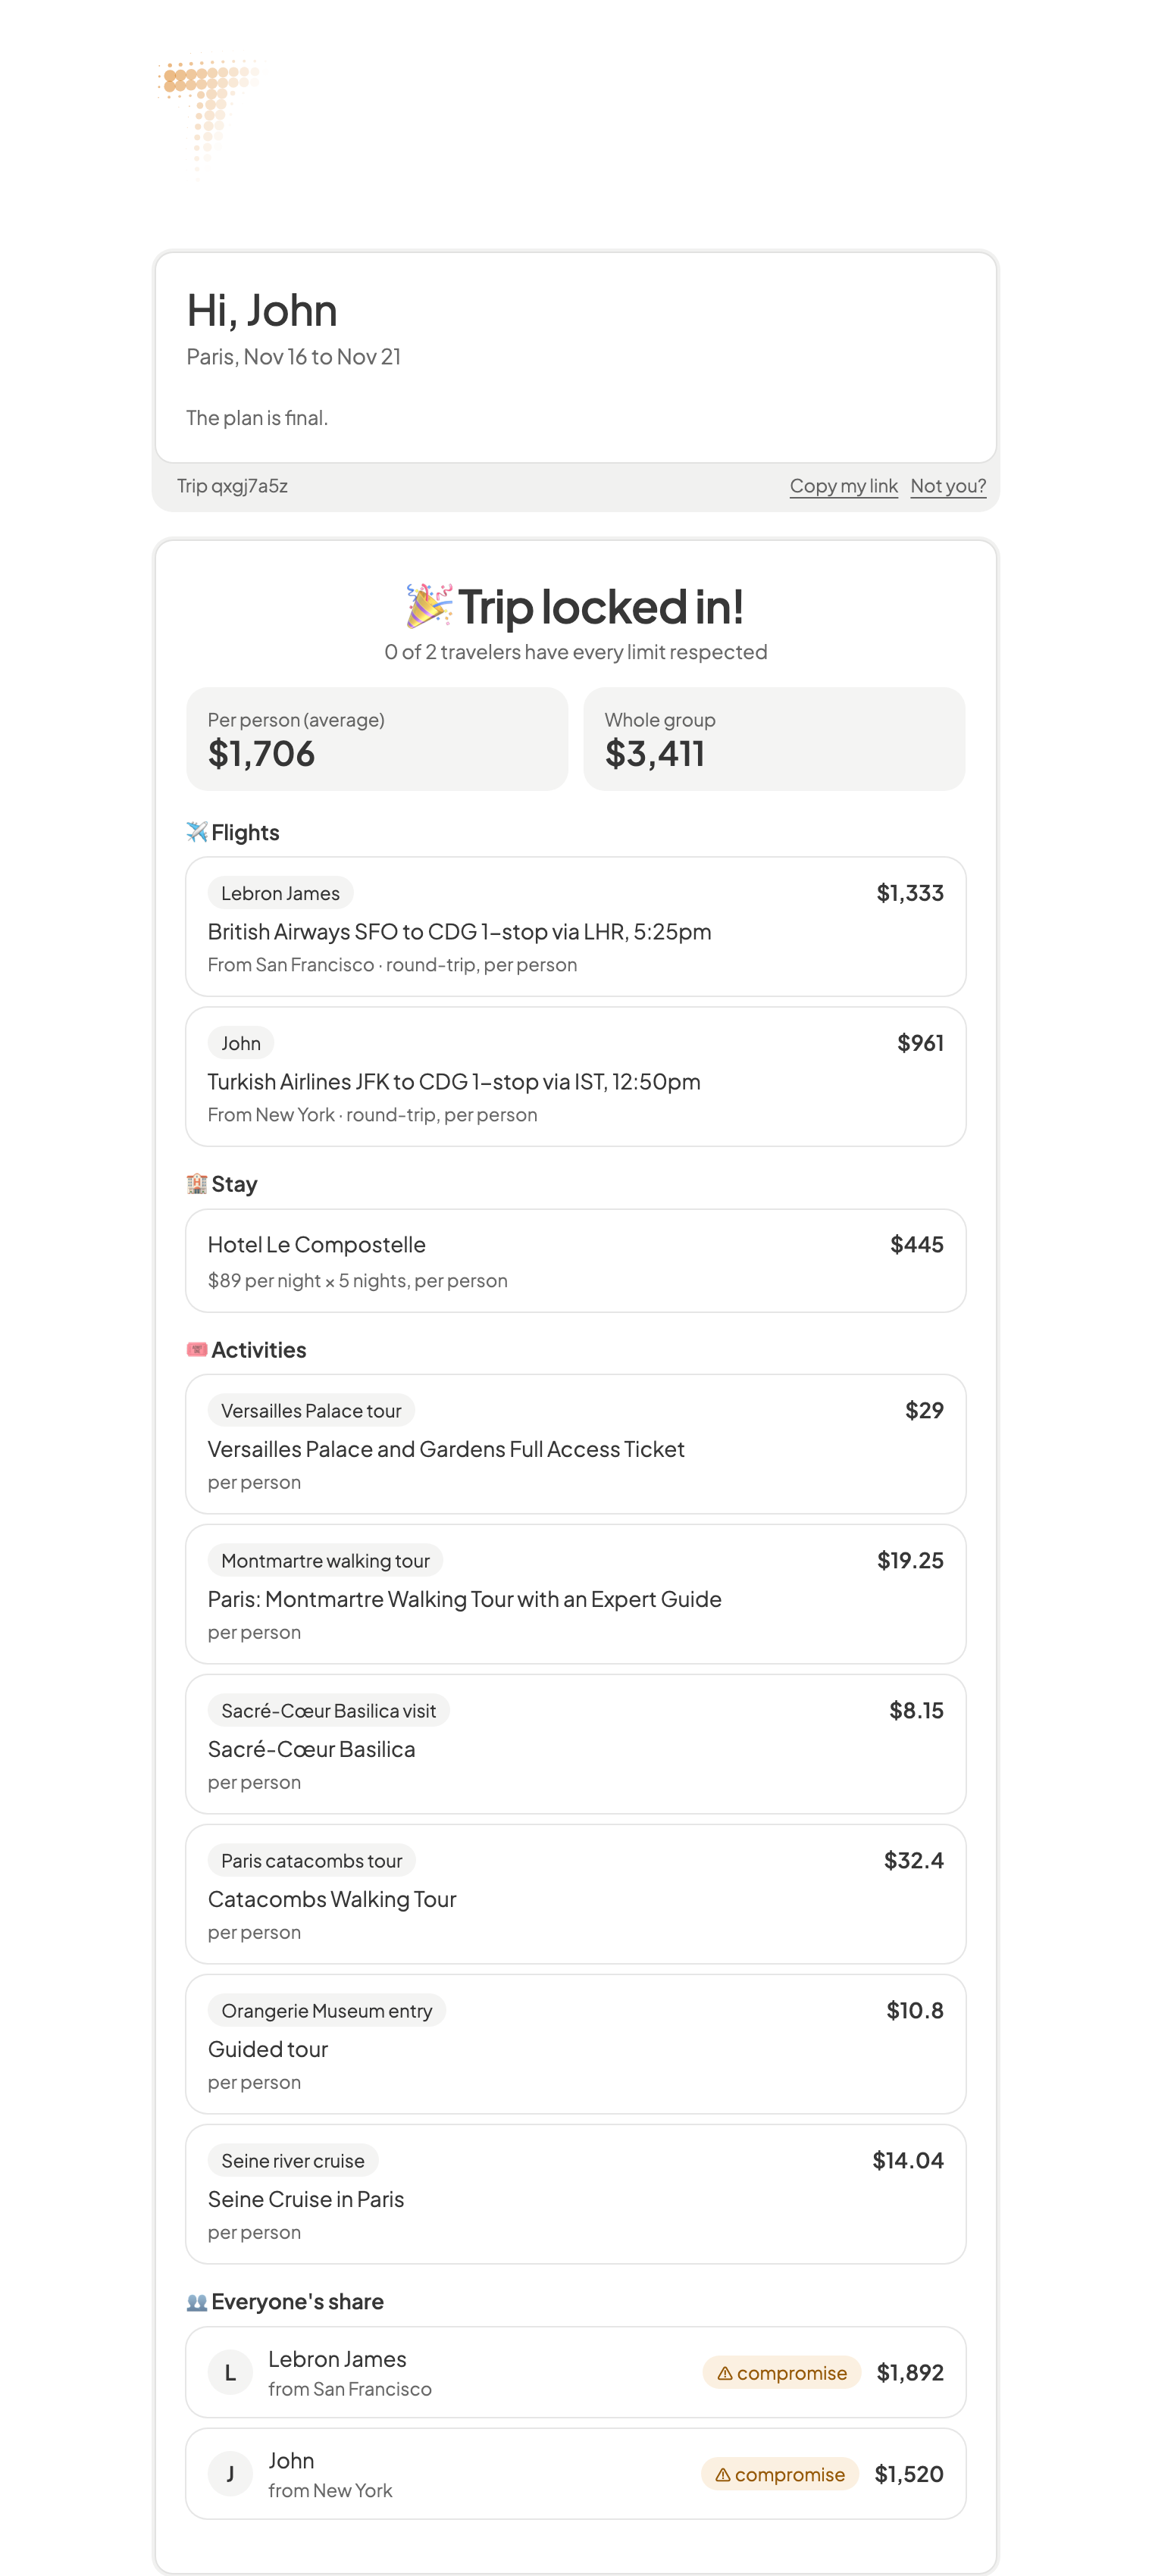 Hi, John
Paris, Nov 16 to Nov 21
The plan is final.
Trip qxgj7a5z
Copy my link Not you?
🎉 Trip locked in!
0 of 2 travelers have every limit respected
Per person (average)
$1,706
Whole group
$3,411
✈️ Flights
Lebron James $1,333
British Airways SFO to CDG 1-stop via LHR, 5:25pm
From San Francisco · round-trip, per person
John $961
Turkish Airlines JFK to CDG 1-stop via IST, 12:50pm
From New York · round-trip, per person
🏨 Stay
Hotel Le Compostelle $445
$89 per night × 5 nights, per person
🎟️ Activities
Versailles Palace tour $29
Versailles Palace and Gardens Full Access Ticket
per person
Montmartre walking tour $19.25
Paris: Montmartre Walking Tour with an Expert Guide
per person
Sacré-Cœur Basilica visit $8.15
Sacré-Cœur Basilica
per person
Paris catacombs tour $32.4
Catacombs Walking Tour
per person
Orangerie Museum entry $10.8
Guided tour
per person
Seine river cruise $14.04
Seine Cruise in Paris
per person
👥 Everyone's share
L Lebron James
from San Francisco
⚠ compromise $1,892
J John
from New York
⚠ compromise $1,520